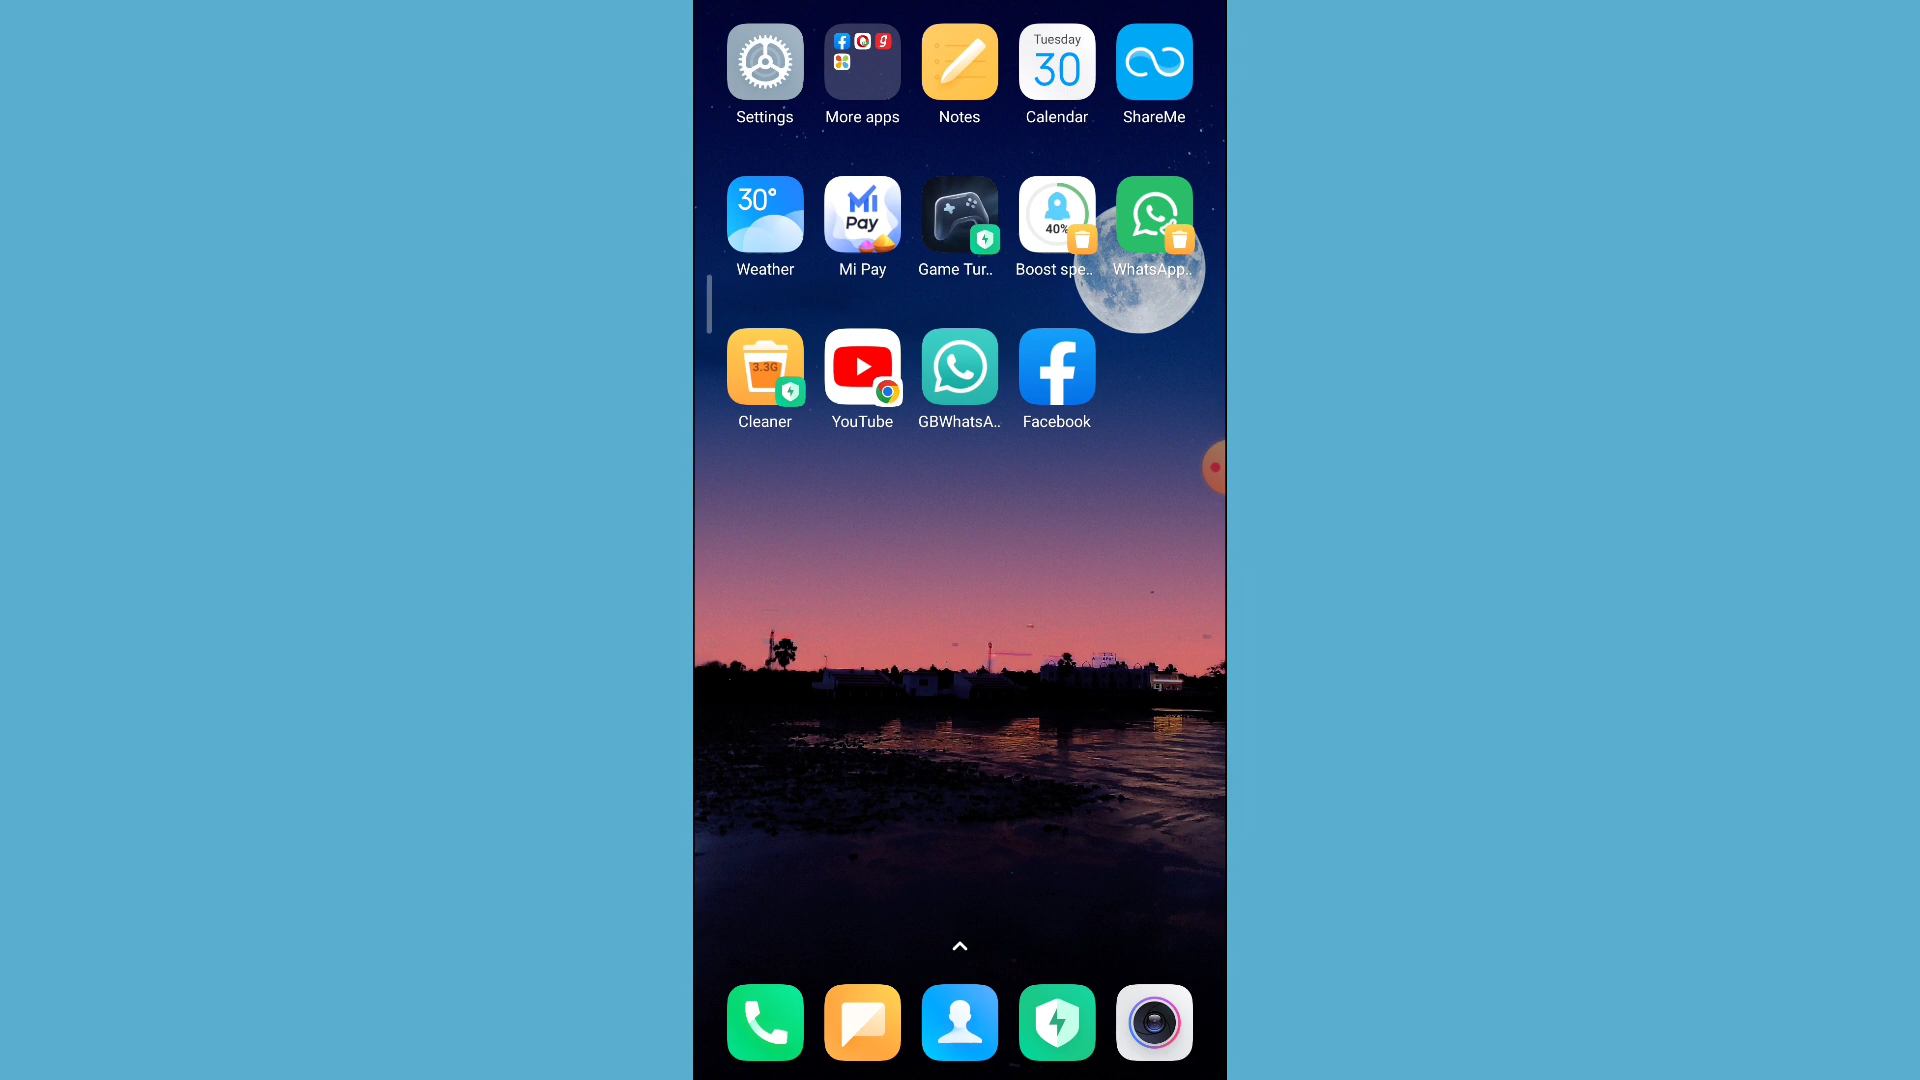 Tuesday
30
Settings
More apps
Notes
Calendar
ShareMe
30°
Mi
Pay
40%
Weather
Mi Pay
Game Tur..
Boost spe..
WhatsApp..
3.3G
Cleaner
YouTube
GBWhatsA..
Facebook